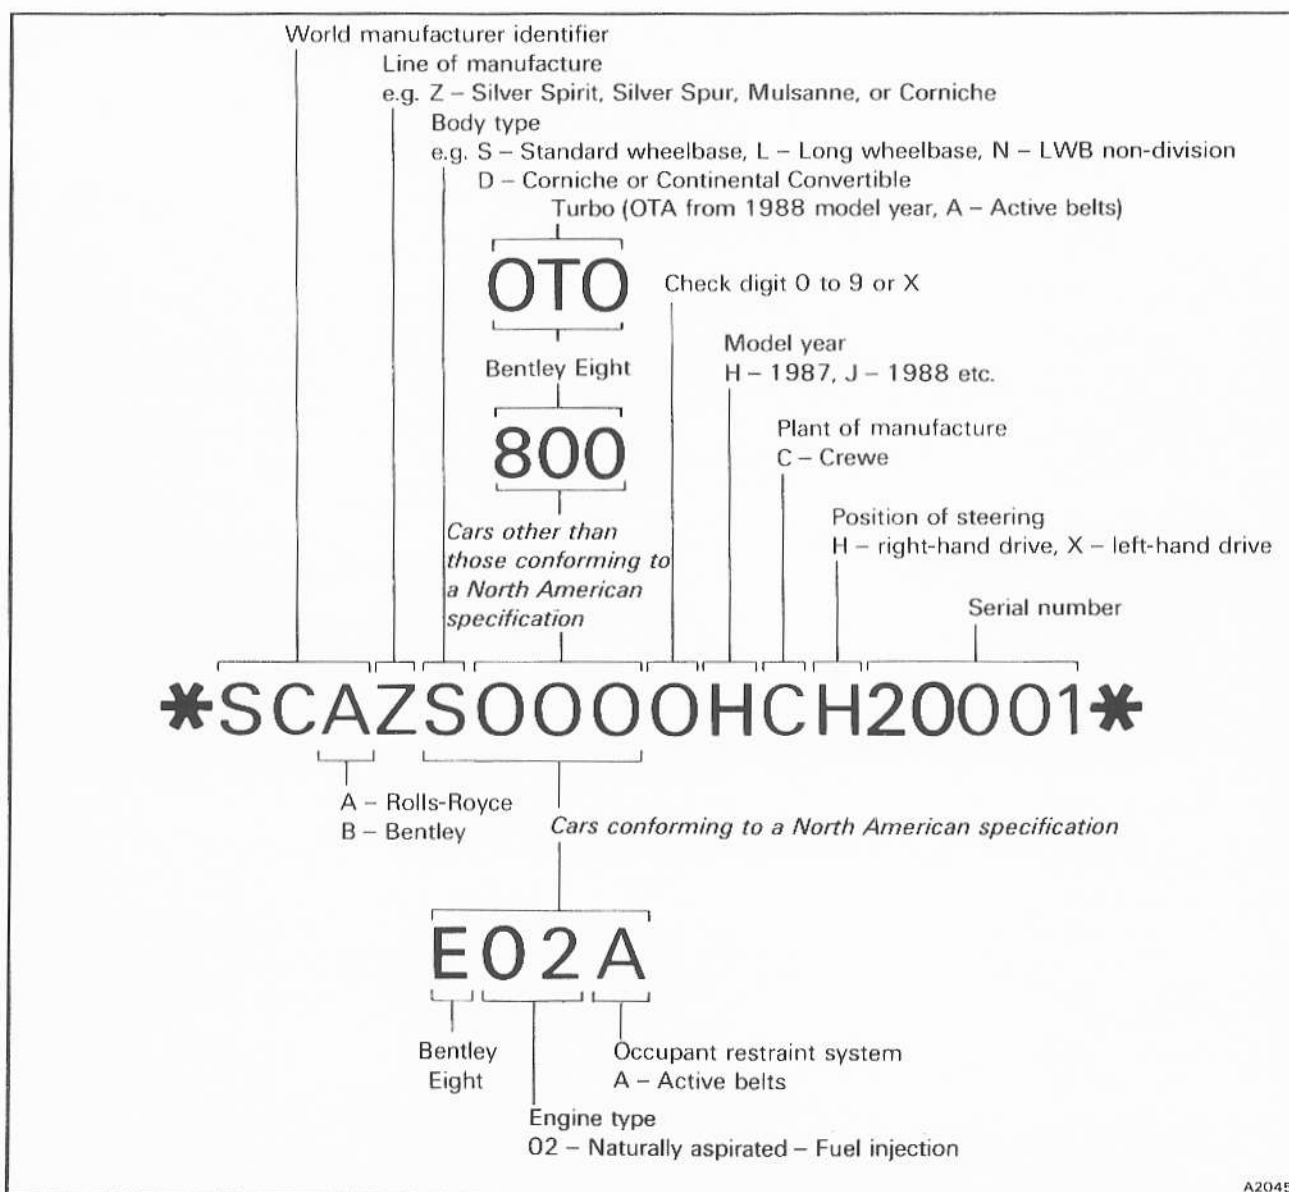 World manufacturer identifier
Line of manufacture
e.g. Z – Silver Spirit, Silver Spur, Mulsanne, or Corniche
Body type
e.g. S – Standard wheelbase, L – Long wheelbase, N – LWB non-division
D – Corniche or Continental Convertible
Turbo (OTA from 1988 model year, A – Active belts)
OTO
Check digit 0 to 9 or X
Model year
H – 1987, J – 1988 etc.
Bentley Eight
800
Plant of manufacture
C – Crewe
Position of steering
H – right-hand drive, X – left-hand drive
Cars other than
those conforming to
a North American
specification
Serial number
*SCAZS0000HCH20001*
A – Rolls-Royce
B – Bentley
Cars conforming to a North American specification
E02A
Bentley
Eight
Occupant restraint system
A – Active belts
Engine type
02 – Naturally aspirated – Fuel injection
A2045